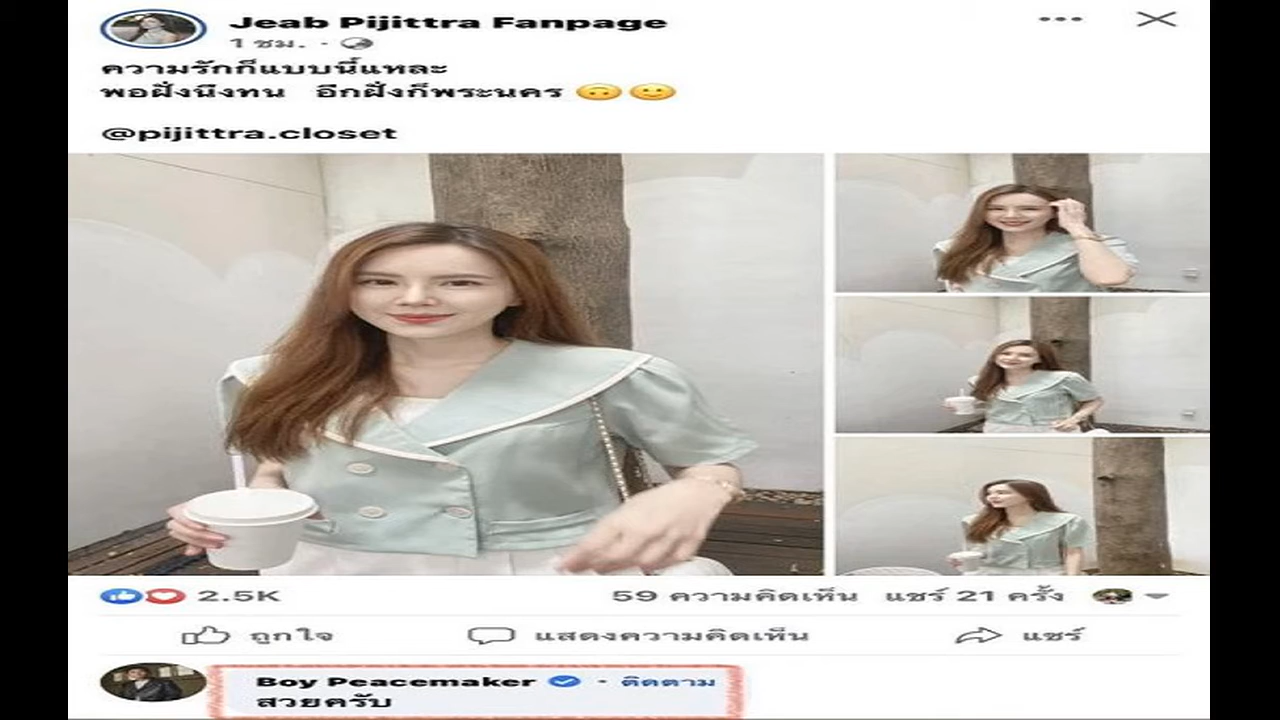 Jeab Pijittra Fanpage
1 ชม. ·
ความรักก็แบบนี้แหละ
พอฝั่งนึงทน อีกฝั่งก็พระนคร 🙃🙂
@pijittra.closet
2.5K 59 ความคิดเห็น แชร์ 21 ครั้ง
ถูกใจ แสดงความคิดเห็น แชร์
Boy Peacemaker · ติดตาม
สวยครับ